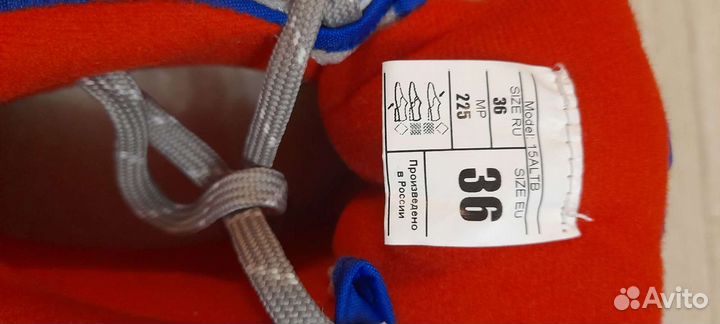 Model: 15ALTB
SIZE RU
36
MP
225
SIZE EU
36
Произведено
в России
Avito